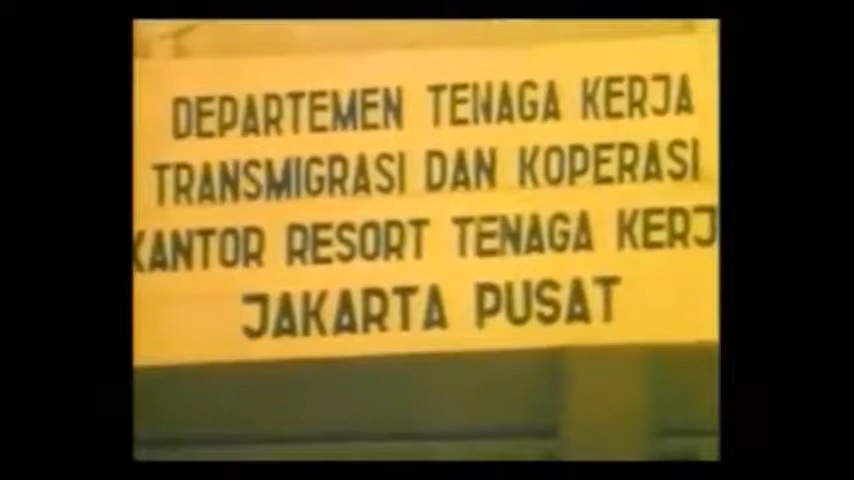 DEPARTEMEN TENAGA KERJA
TRANSMIGRASI DAN KOPERASI
KANTOR RESORT TENAGA KERJ
JAKARTA PUSAT